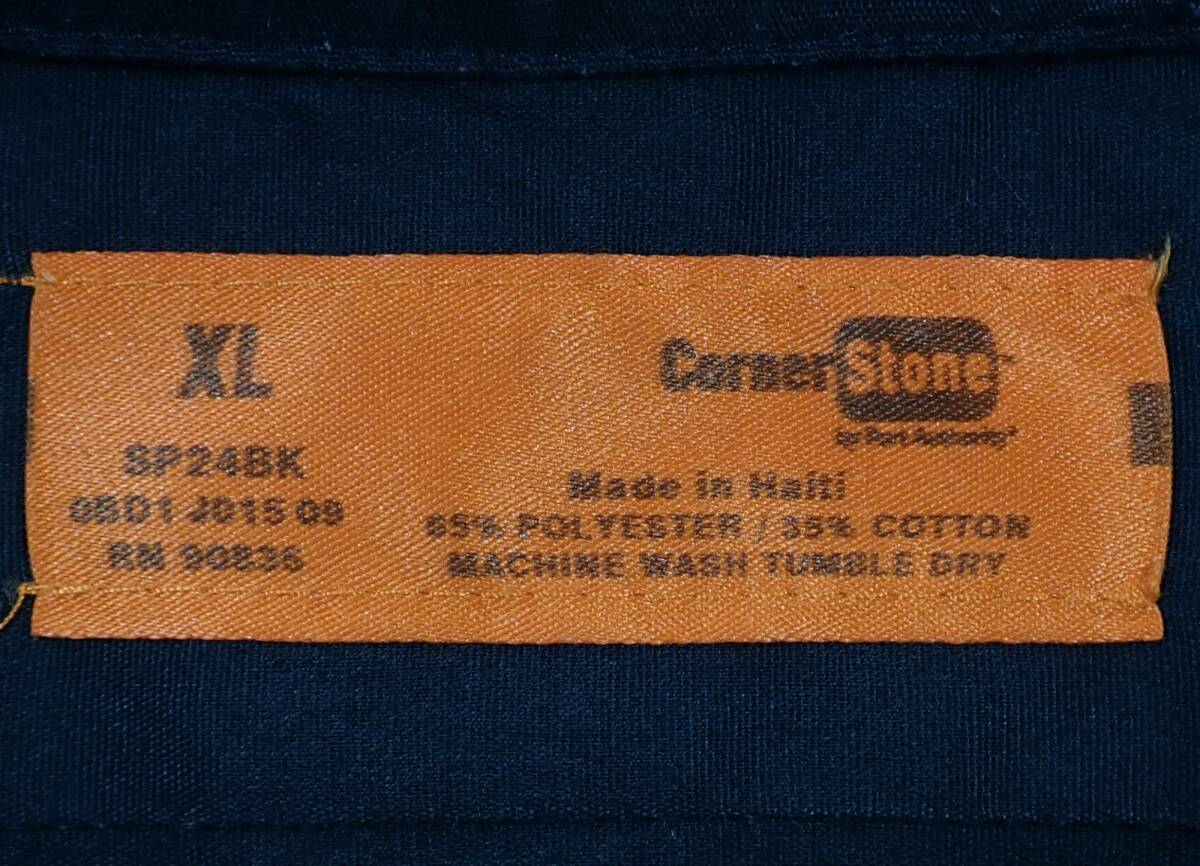 XL
SP24BK
0BD1 J015 09
RN 90836
CornerStone
by Port Authority
Made in Haiti
65% POLYESTER / 35% COTTON
MACHINE WASH TUMBLE DRY